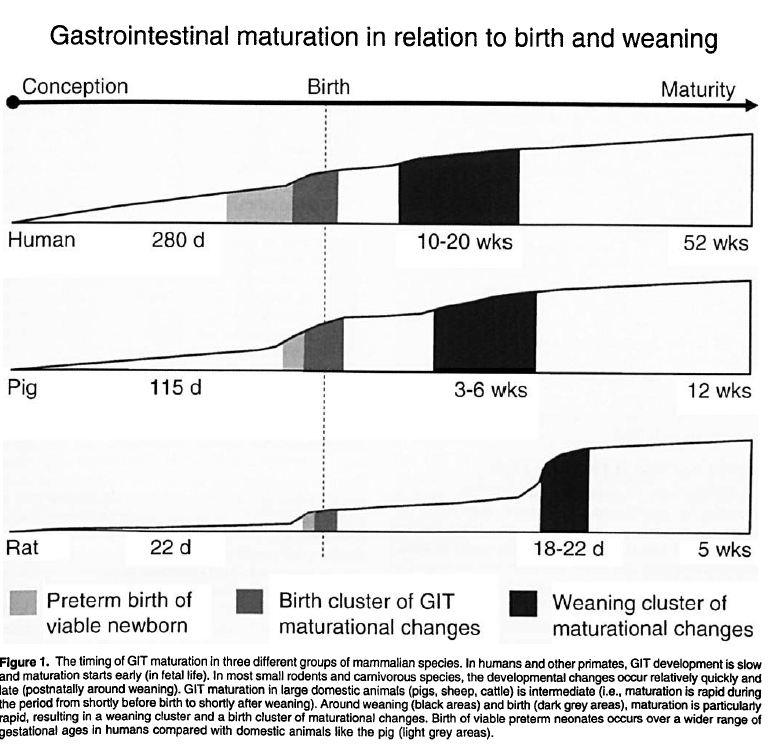 Gastrointestinal maturation in relation to birth and weaning
Conception Birth Maturity
Human 280 d 10-20 wks 52 wks
Pig 115 d 3-6 wks 12 wks
Rat 22 d 18-22 d 5 wks
Preterm birth of
viable newborn
Birth cluster of GIT
maturational changes
Weaning cluster of
maturational changes
Figure 1. The timing of GIT maturation in three different groups of mammalian species. In humans and other primates, GIT development is slow
and maturation starts early (in fetal life). In most small rodents and carnivorous species, the developmental changes occur relatively quickly and
late (postnatally around weaning). GIT maturation in large domestic animals (pigs, sheep, cattle) is intermediate (i.e., maturation is rapid during
the period from shortly before birth to shortly after weaning). Around weaning (black areas) and birth (dark grey areas), maturation is particularly
rapid, resulting in a weaning cluster and a birth cluster of maturational changes. Birth of viable preterm neonates occurs over a wider range of
gestational ages in humans compared with domestic animals like the pig (light grey areas).